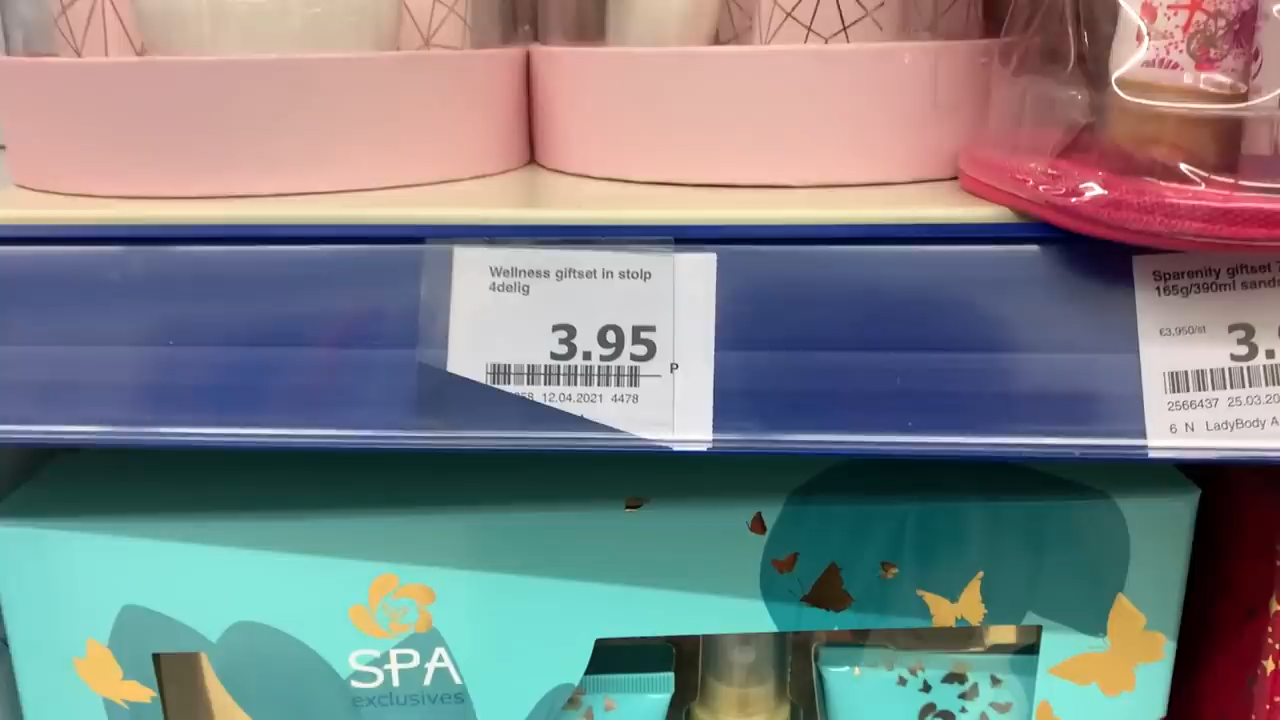 Wellness giftset in stolp
4delig
3.95
P
12.04.2021 4478
Sparenity giftset
165g/390ml
€3,950/st
3.
2566437 25.03.20
6 N LadyBody A
SPA
exclusives